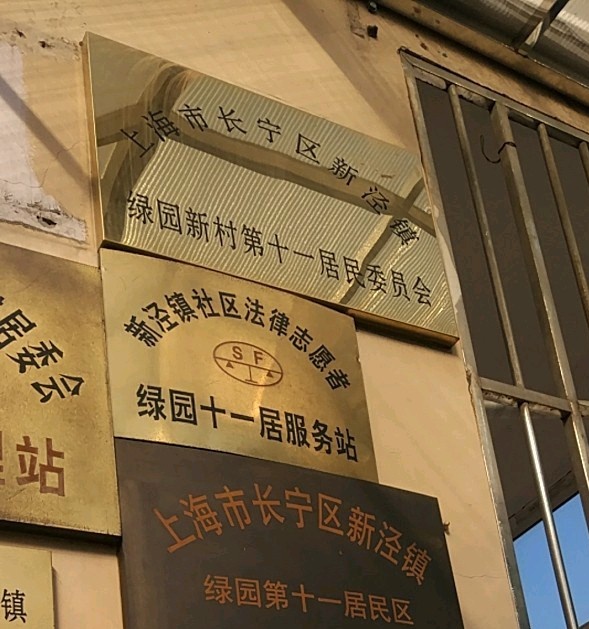 上海市长宁区新泾镇
绿园新村第十一居民委员会
新泾镇社区法律志愿者
SF
绿园十一居服务站
居委会
站
上海市长宁区新泾镇
绿园第十一居民区
镇